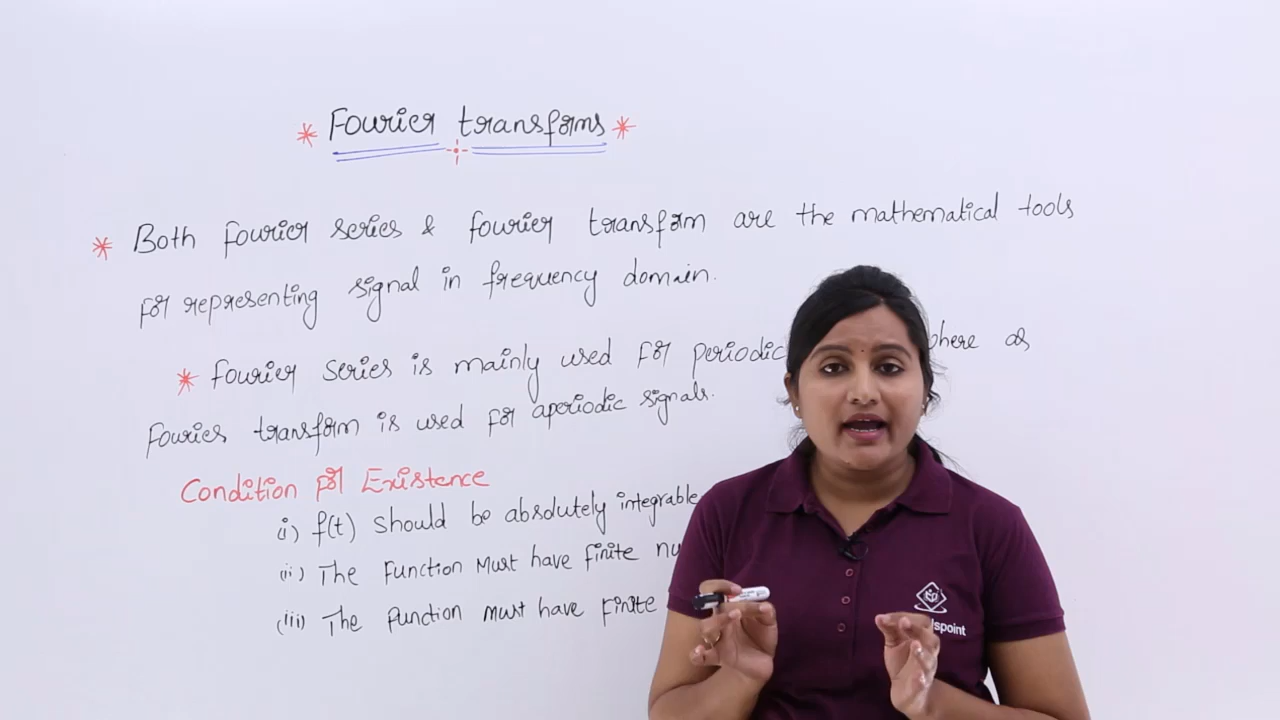 * Fourier transforms *
* Both fourier series & fourier transform are the mathematical tools
for representing signal in frequency domain.
* fourier series is mainly used for periodic as
fourier transform is used for aperiodic signals.
Condition for Existence
(i) f(t) should be absolutely integrable
(ii) The function must have finite
(iii) The function must have finite